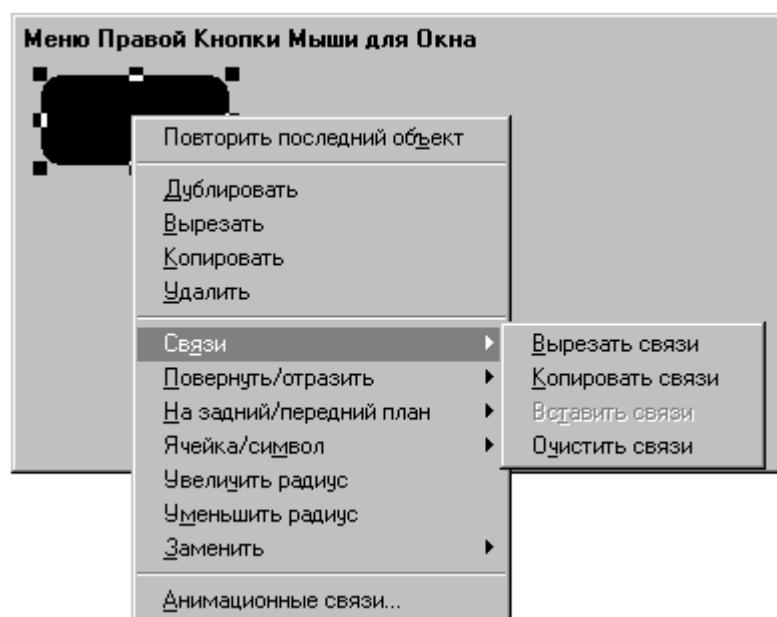 Меню Правой Кнопки Мыши для Окна
Повторить последний объект
Дублировать
Вырезать
Копировать
Удалить
Связи
Повернуть/отразить
На задний/передний план
Ячейка/символ
Увеличить радиус
Уменьшить радиус
Заменить
Анимационные связи...
Вырезать связи
Копировать связи
Вставить связи
Очистить связи